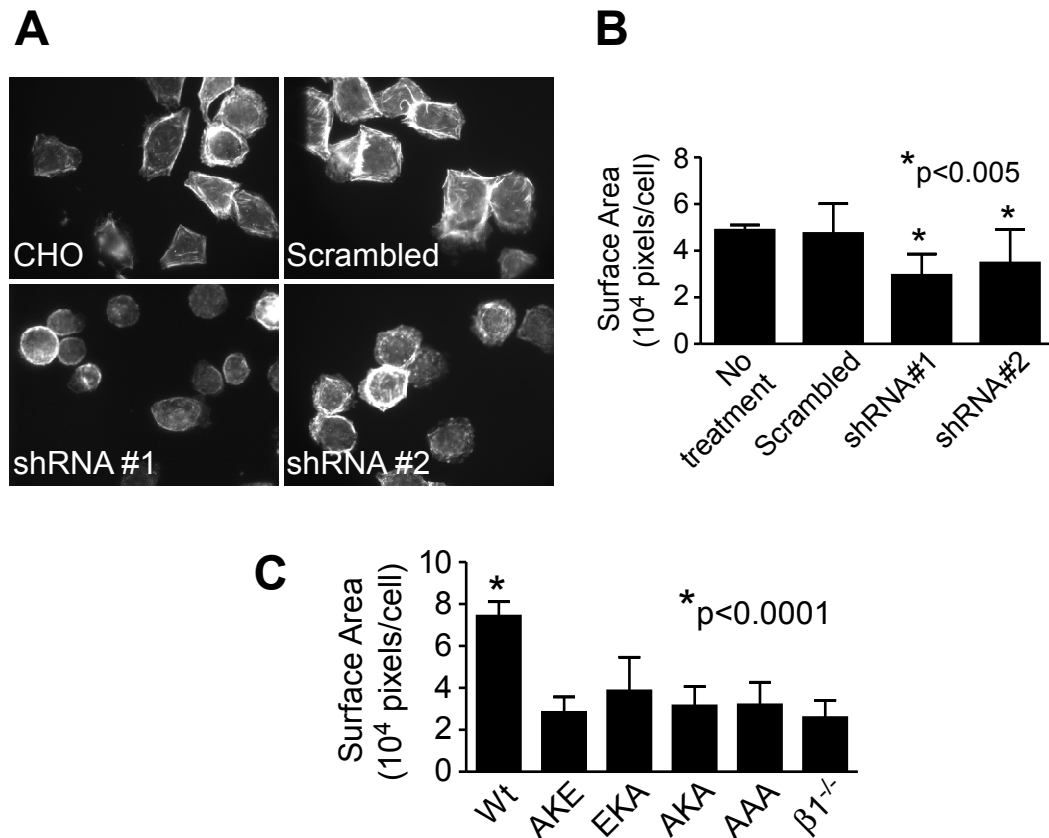 A
CHO
Scrambled
shRNA #1
shRNA #2
B
Surface Area
(10⁴ pixels/cell)
8
6
4
2
0
*p<0.005
*
*
No
treatment
Scrambled
shRNA#1
shRNA#2
C
Surface Area
(10⁴ pixels/cell)
10
8
6
4
2
0
*
*p<0.0001
Wt
AKE
EKA
AKA
AAA
β1⁻/⁻